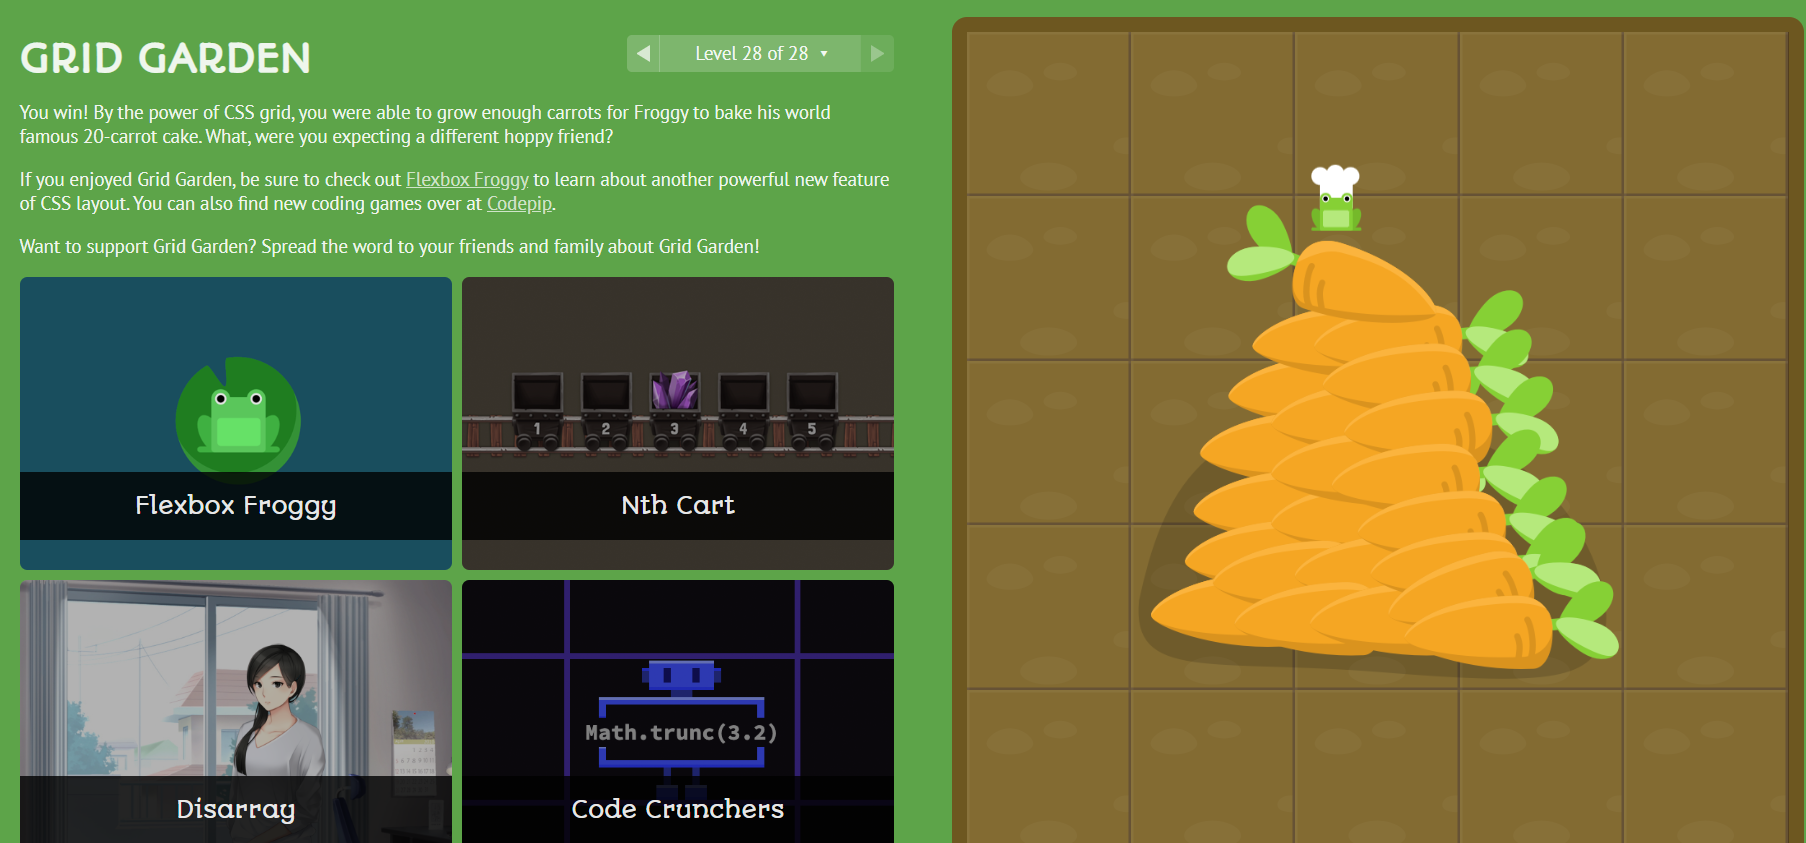 GRID GARDEN
Level 28 of 28
You win! By the power of CSS grid, you were able to grow enough carrots for Froggy to bake his world
famous 20-carrot cake. What, were you expecting a different hoppy friend?
If you enjoyed Grid Garden, be sure to check out Flexbox Froggy to learn about another powerful new feature
of CSS layout. You can also find new coding games over at Codepip.
Want to support Grid Garden? Spread the word to your friends and family about Grid Garden!
1 2 3 4 5
Flexbox Froggy
Nth Cart
Math.trunc(3.2)
Disarray
Code Crunchers